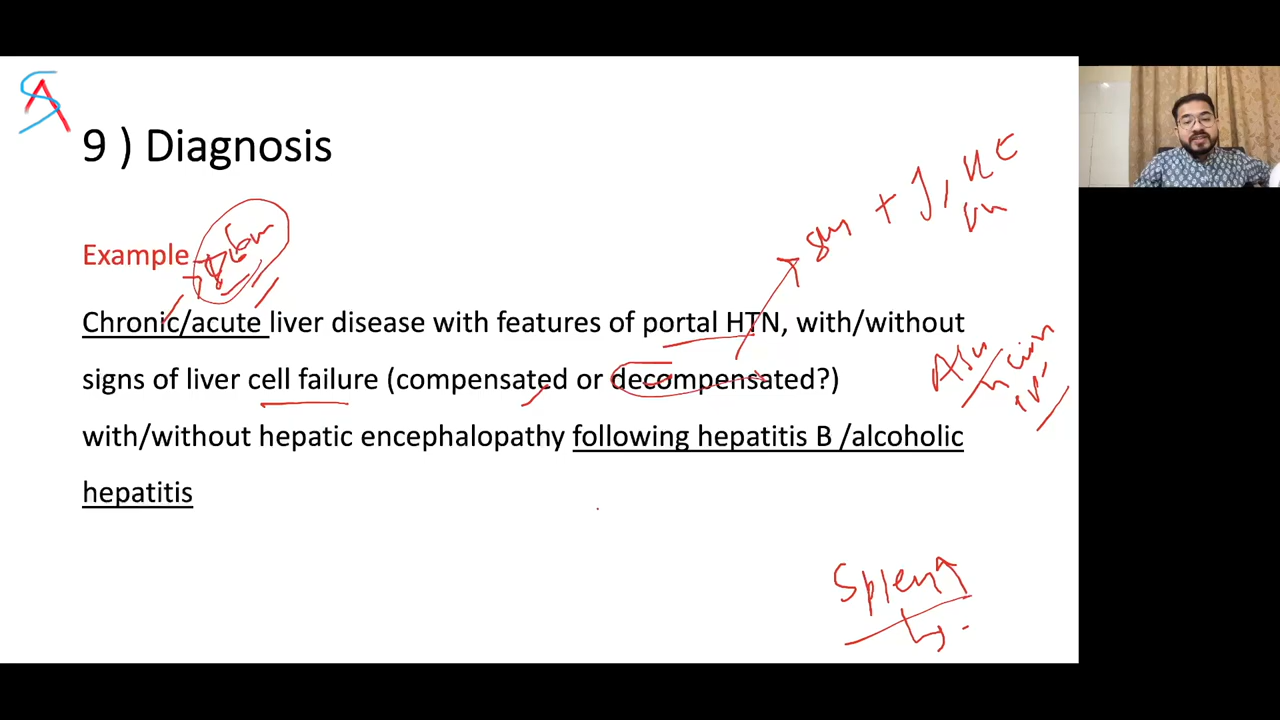 9 ) Diagnosis
Example
Chronic/acute liver disease with features of portal HTN, with/without
signs of liver cell failure (compensated or decompensated?)
with/without hepatic encephalopathy following hepatitis B /alcoholic
hepatitis
Spleen↑